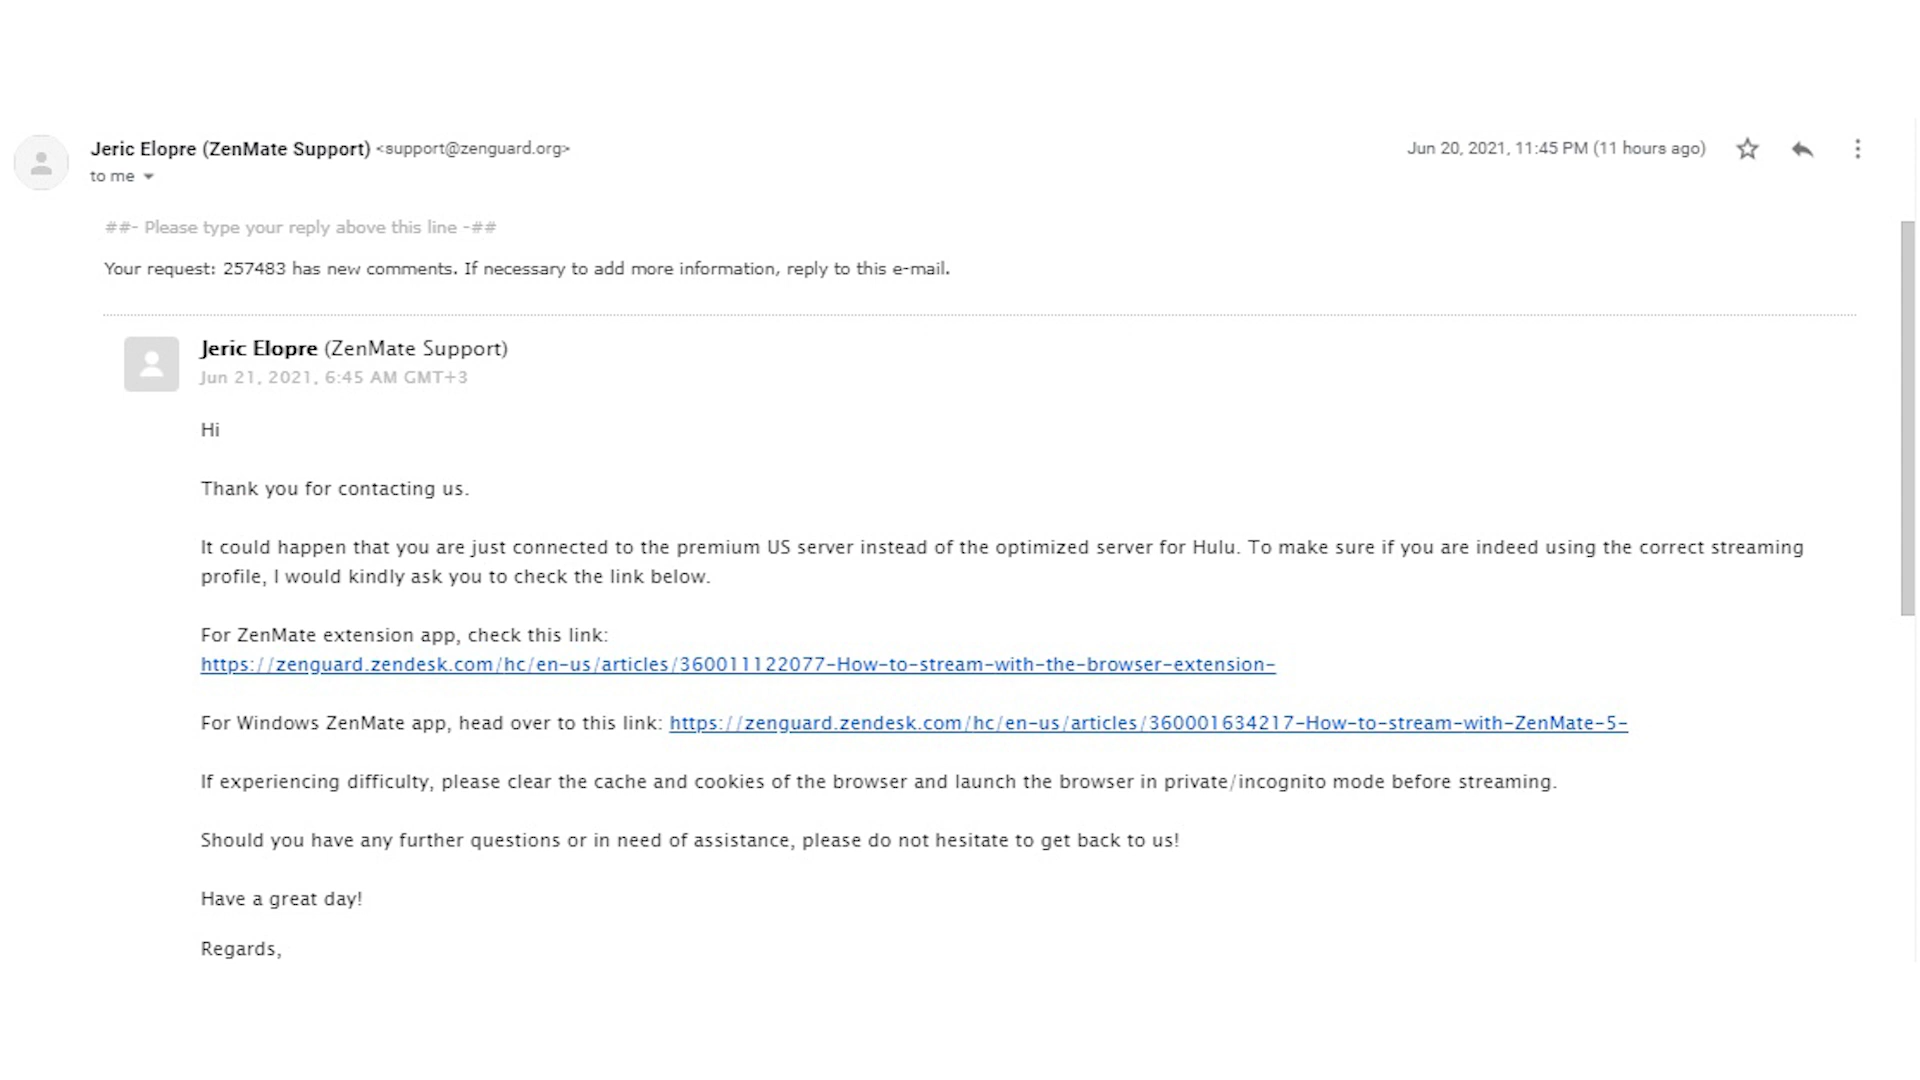 Jeric Elopre (ZenMate Support) <support@zenguard.org>
Jun 20, 2021, 11:45 PM (11 hours ago)
to me
##- Please type your reply above this line -##
Your request: 257483 has new comments. If necessary to add more information, reply to this e-mail.
Jeric Elopre (ZenMate Support)
Jun 21, 2021, 6:45 AM GMT+3
Hi
Thank you for contacting us.
It could happen that you are just connected to the premium US server instead of the optimized server for Hulu. To make sure if you are indeed using the correct streaming
profile, I would kindly ask you to check the link below.
For ZenMate extension app, check this link:
https://zenguard.zendesk.com/hc/en-us/articles/360011122077-How-to-stream-with-the-browser-extension-
For Windows ZenMate app, head over to this link: https://zenguard.zendesk.com/hc/en-us/articles/360001634217-How-to-stream-with-ZenMate-5-
If experiencing difficulty, please clear the cache and cookies of the browser and launch the browser in private/incognito mode before streaming.
Should you have any further questions or in need of assistance, please do not hesitate to get back to us!
Have a great day!
Regards,